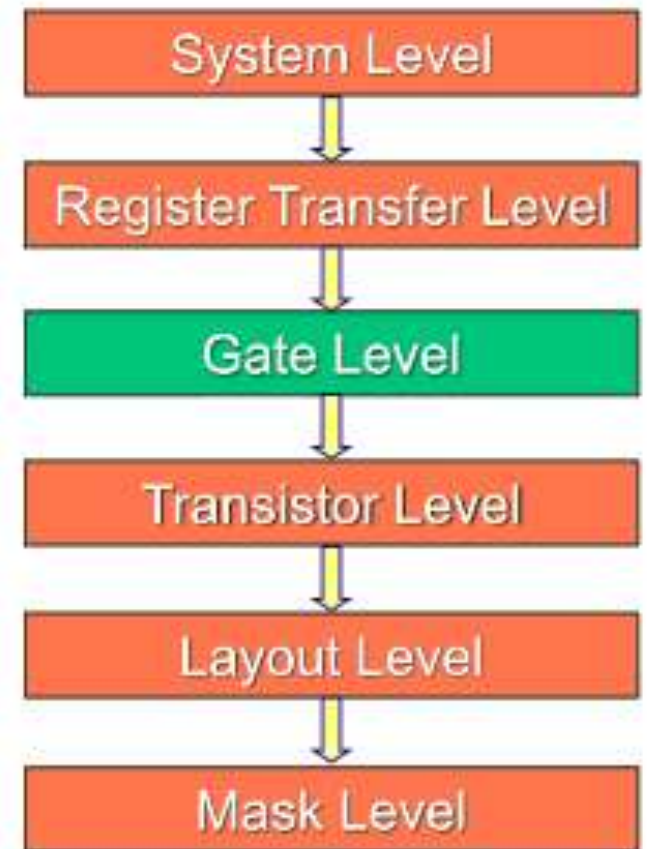 System Level
Register Transfer Level
Gate Level
Transistor Level
Layout Level
Mask Level